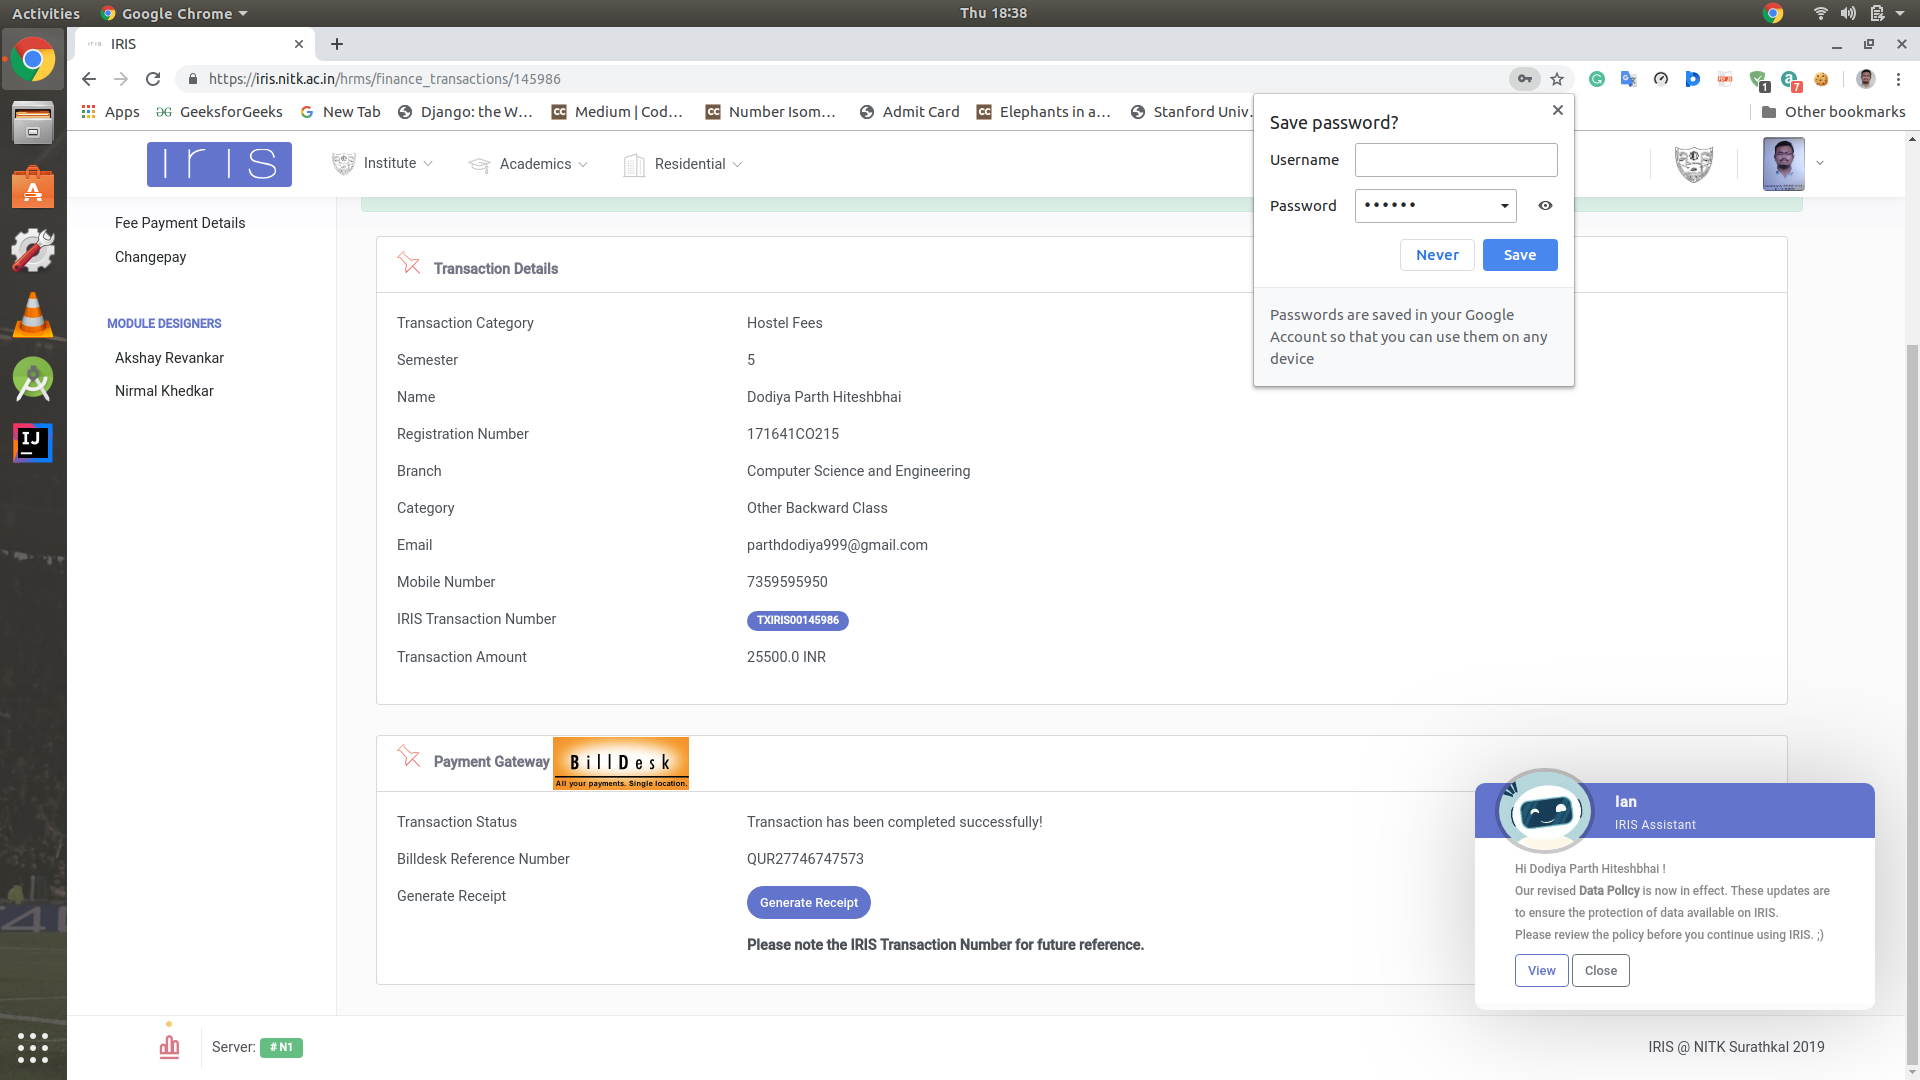 Activities
Google Chrome
Thu 18:38
IRIS
https://iris.nitk.ac.in/hrms/finance_transactions/145986
1
7
Apps
GeeksforGeeks
New Tab
Django: the W...
CC Medium | Cod...
CC Number Isom...
Admit Card
CC Elephants in a...
Stanford Univ.
Other bookmarks
Save password?
Username
Password ••••••
Never
Save
Passwords are saved in your Google
Account so that you can use them on any
device
IRIS
Institute
Academics
Residential
Fee Payment Details
Changepay
MODULE DESIGNERS
Akshay Revankar
Nirmal Khedkar
Transaction Details
Transaction Category Hostel Fees
Semester 5
Name Dodiya Parth Hiteshbhai
Registration Number 171641CO215
Branch Computer Science and Engineering
Category Other Backward Class
Email parthdodiya999@gmail.com
Mobile Number 7359595950
IRIS Transaction Number TXIRIS00145986
Transaction Amount 25500.0 INR
Payment Gateway BillDesk
All your payments. Single location.
Transaction Status Transaction has been completed successfully!
Billdesk Reference Number QUR27746747573
Generate Receipt Generate Receipt
Please note the IRIS Transaction Number for future reference.
Ian
IRIS Assistant
Hi Dodiya Parth Hiteshbhai !
Our revised Data Policy is now in effect. These updates are
to ensure the protection of data available on IRIS.
Please review the policy before you continue using IRIS. ;)
View
Close
Server: # N1
IRIS @ NITK Surathkal 2019
IJ